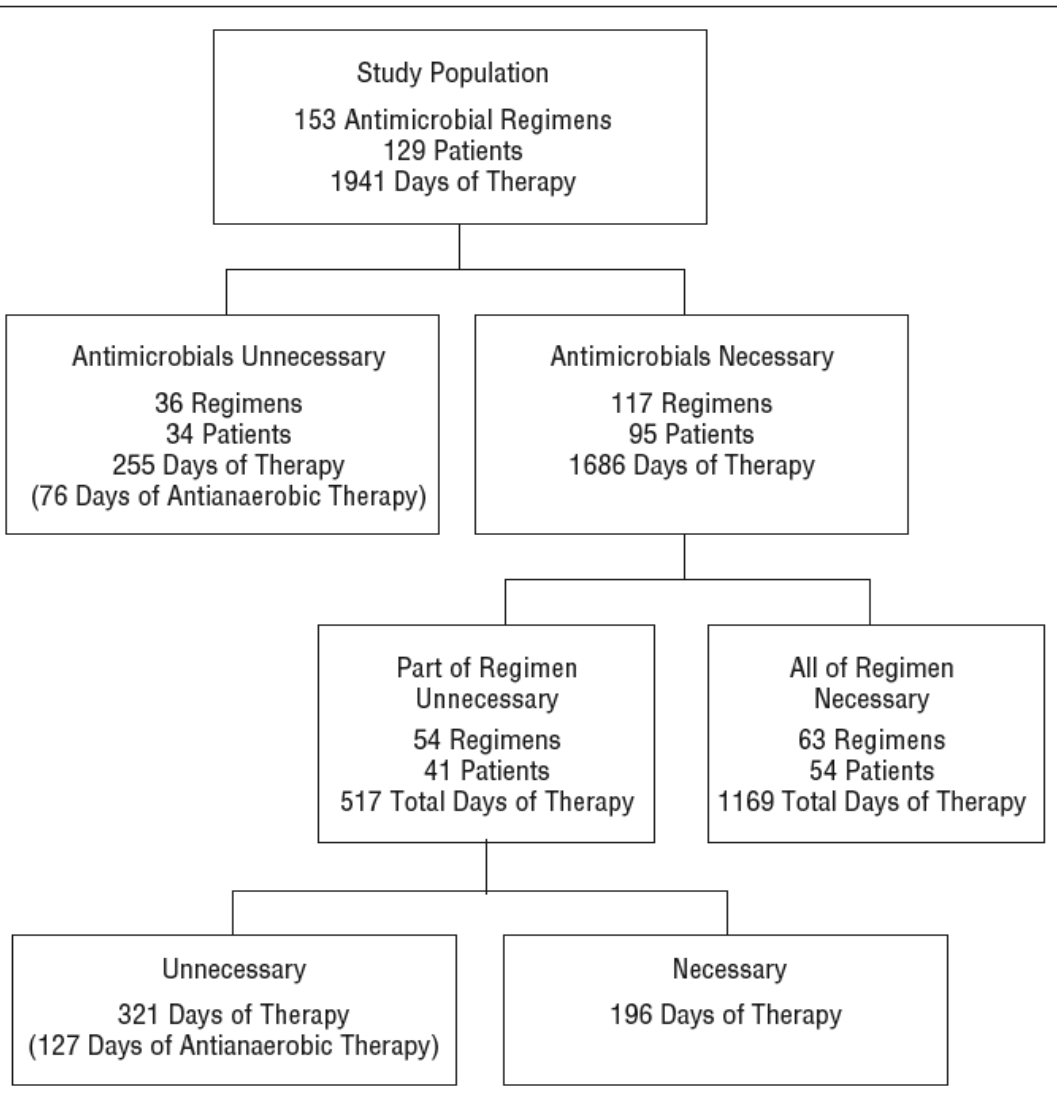 Study Population
153 Antimicrobial Regimens
129 Patients
1941 Days of Therapy
Antimicrobials Unnecessary
36 Regimens
34 Patients
255 Days of Therapy
(76 Days of Antianaerobic Therapy)
Antimicrobials Necessary
117 Regimens
95 Patients
1686 Days of Therapy
Part of Regimen
Unnecessary
54 Regimens
41 Patients
517 Total Days of Therapy
All of Regimen
Necessary
63 Regimens
54 Patients
1169 Total Days of Therapy
Unnecessary
321 Days of Therapy
(127 Days of Antianaerobic Therapy)
Necessary
196 Days of Therapy